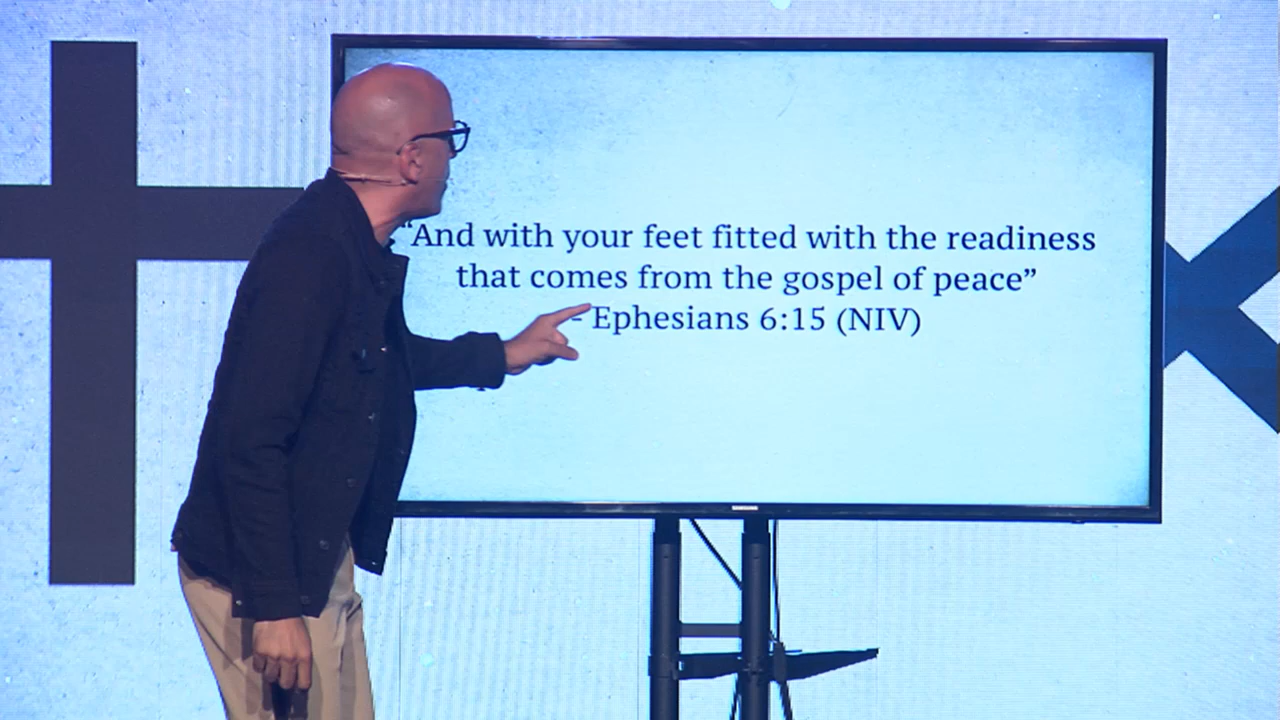 “And with your feet fitted with the readiness
that comes from the gospel of peace”
- Ephesians 6:15 (NIV)
SAMSUNG